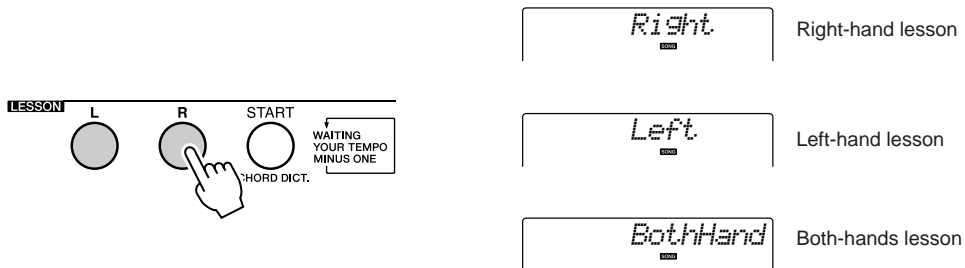 LESSON
L
R
START
WAITING
YOUR TEMPO
MINUS ONE
CHORD DICT.
Right
SONG
Right-hand lesson
Left
SONG
Left-hand lesson
BothHand
SONG
Both-hands lesson